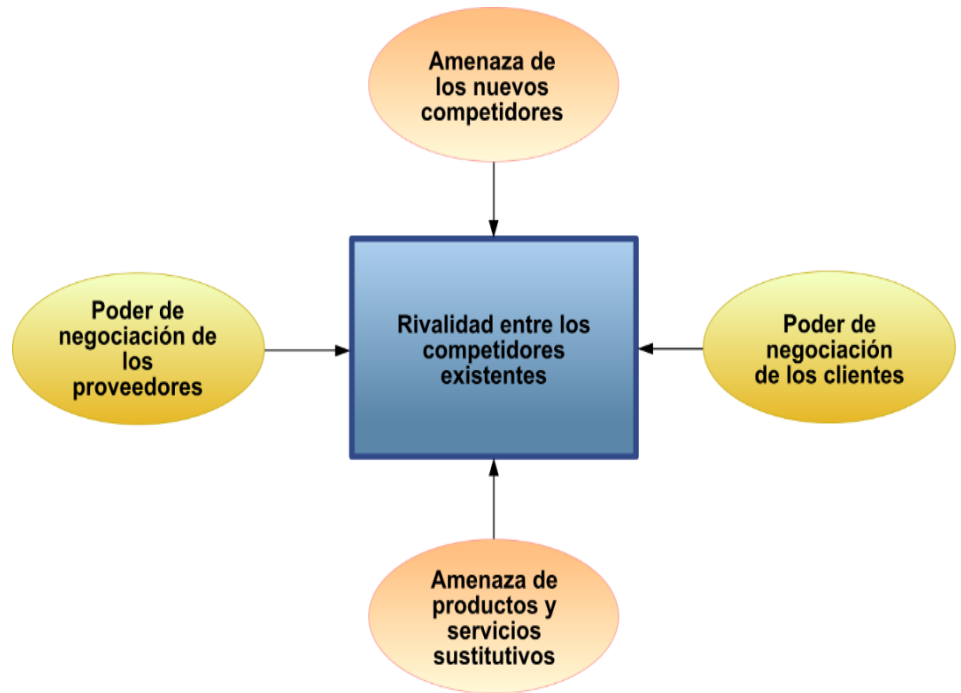 Amenaza de
los nuevos
competidores
Poder de
negociación de
los
proveedores
Rivalidad entre los
competidores
existentes
Poder de
negociación
de los clientes
Amenaza de
productos y
servicios
sustitutivos